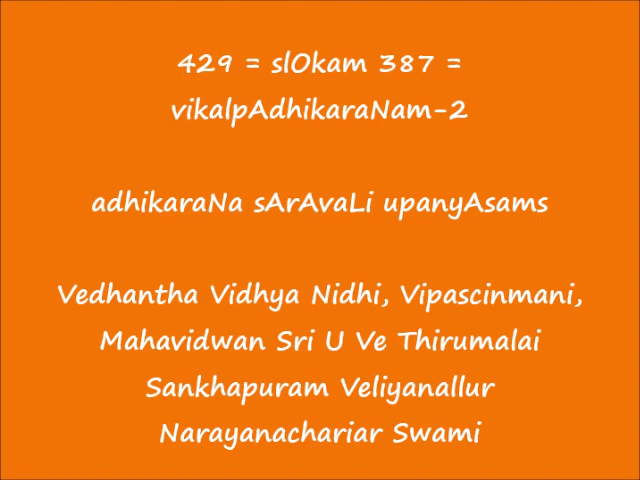 429 = slOkam 387 =
vikalpAdhikaraNam-2
adhikaraNa sArAvaLi upanyAsams
Vedhantha Vidhya Nidhi, Vipascinmani,
Mahavidwan Sri U Ve Thirumalai
Sankhapuram Veliyanallur
Narayanachariar Swami